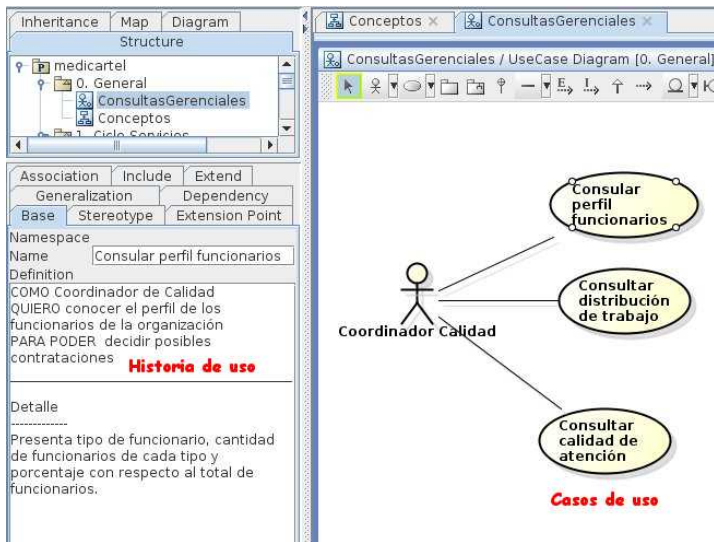 Inheritance Map Diagram
Structure
medicartel
0. General
ConsultasGerenciales
Conceptos
1. Ciclo Servicios
Association Include Extend
Generalization Dependency
Base Stereotype Extension Point
Namespace
Name Consular perfil funcionarios
Definition
COMO Coordinador de Calidad
QUIERO conocer el perfil de los
funcionarios de la organización
PARA PODER decidir posibles
contrataciones
Historia de uso
Detalle
-------------
Presenta tipo de funcionario, cantidad
de funcionarios de cada tipo y
porcentaje con respecto al total de
funcionarios.
Conceptos ConsultasGerenciales
ConsultasGerenciales / UseCase Diagram [0. General]
E I
Consular
perfil
funcionarios
Consultar
distribución
de trabajo
Coordinador Calidad
Consultar
calidad de
atención
Casos de uso